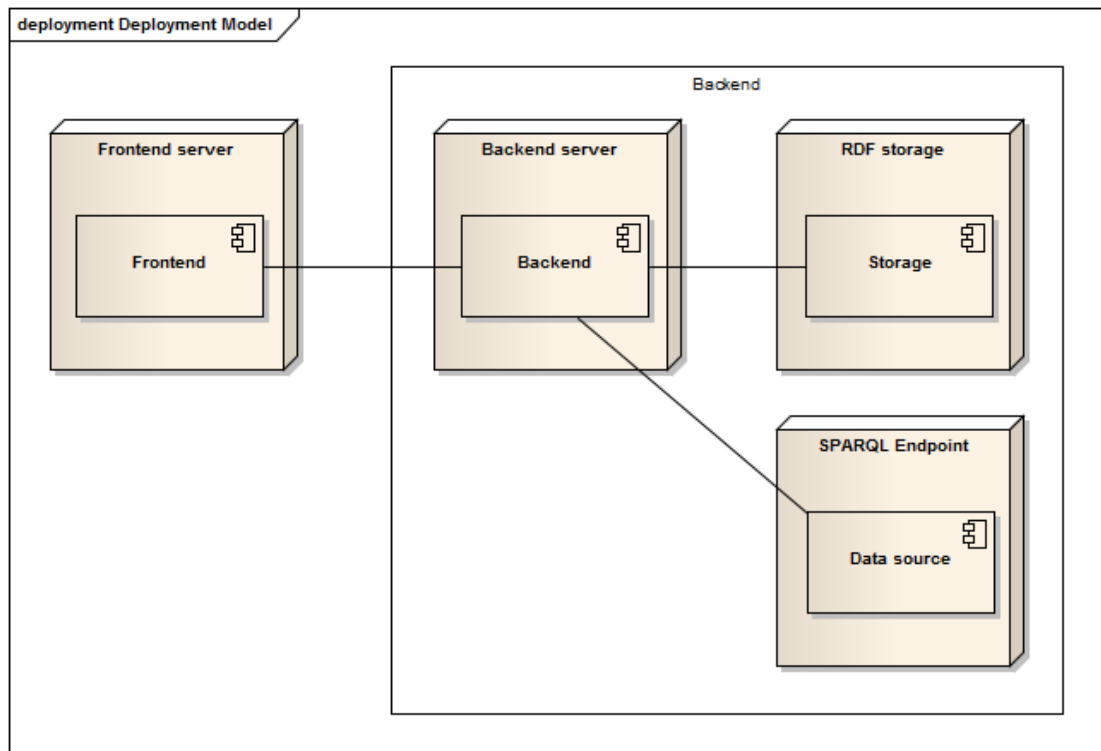 deployment Deployment Model
Backend
Frontend server
Backend server
RDF storage
Frontend
Backend
Storage
SPARQL Endpoint
Data source